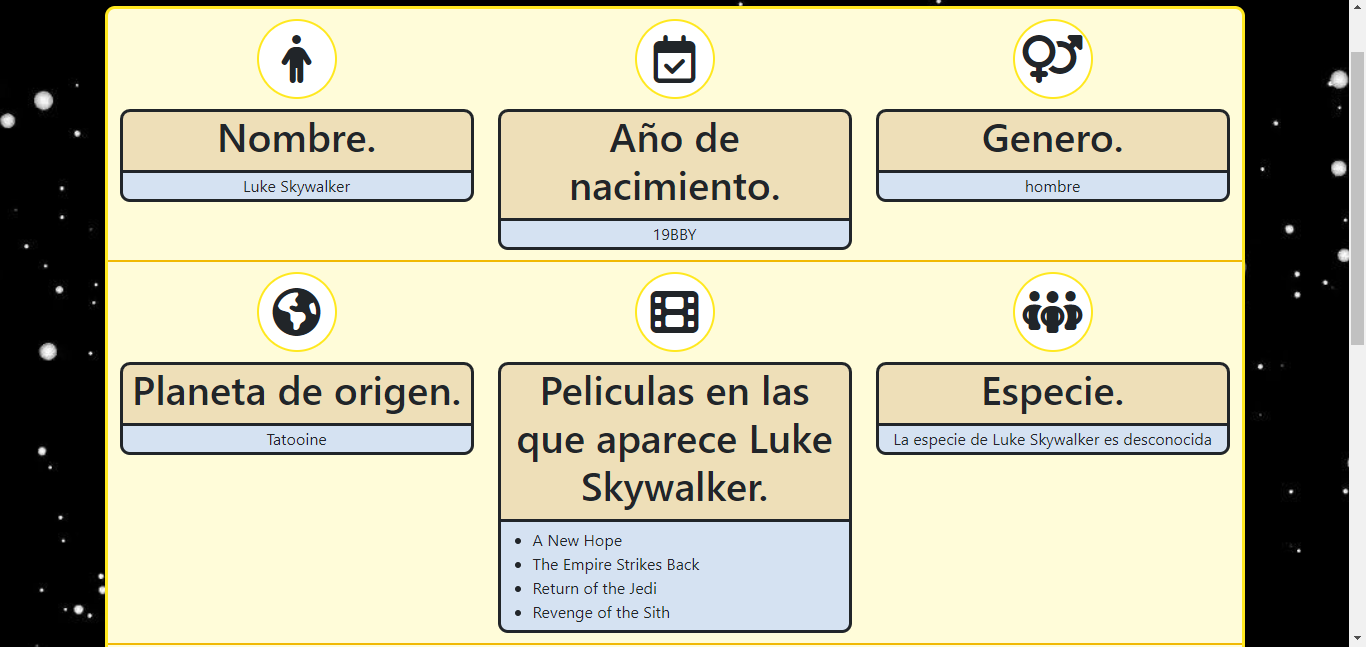 Nombre.
Luke Skywalker
Año de
nacimiento.
19BBY
Genero.
hombre
Planeta de origen.
Tatooine
Peliculas en las
que aparece Luke
Skywalker.
A New Hope
The Empire Strikes Back
Return of the Jedi
Revenge of the Sith
Especie.
La especie de Luke Skywalker es desconocida